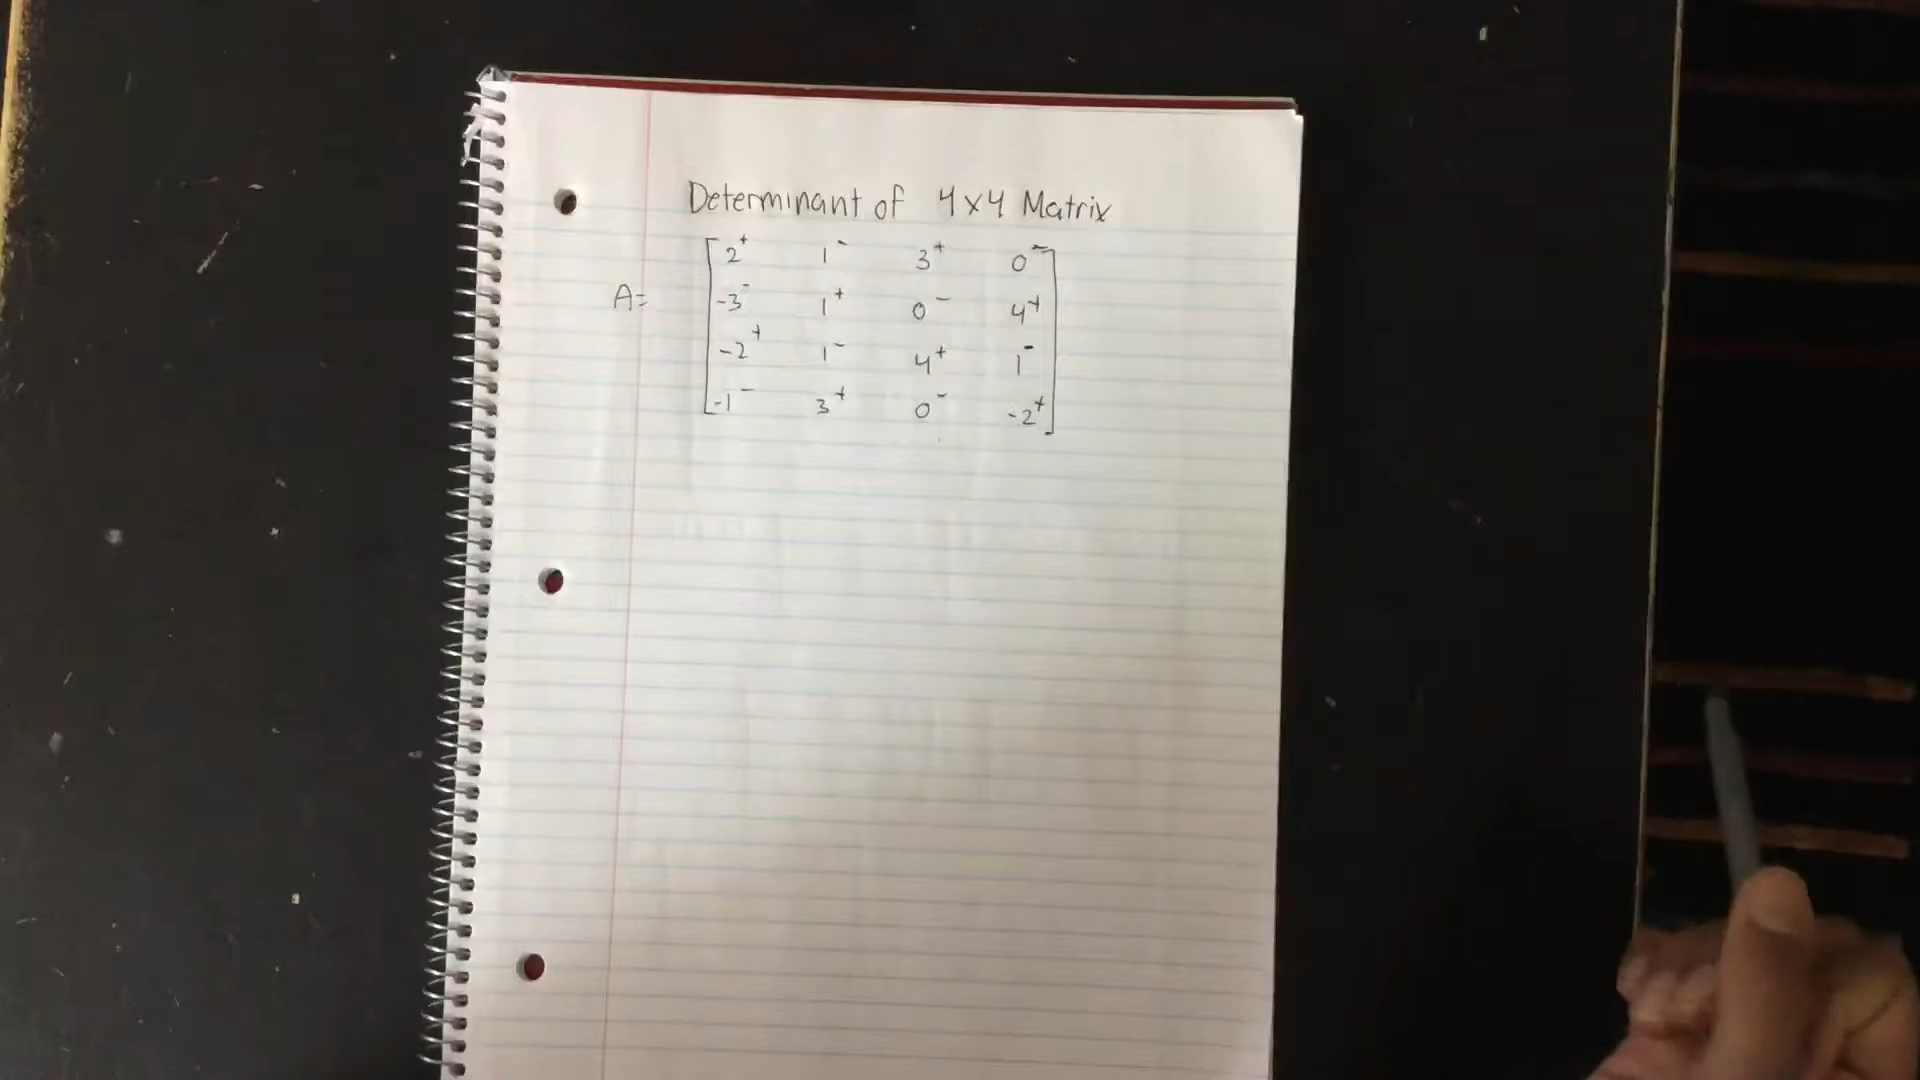 Determinant of 4x4 Matrix
2⁺ 1⁻ 3⁺ 0⁻
A= -3⁻ 1⁺ 0⁻ 4⁺
-2⁺ 1⁻ 4⁺ 1⁻
-1⁻ 3⁺ 0⁻ -2⁺